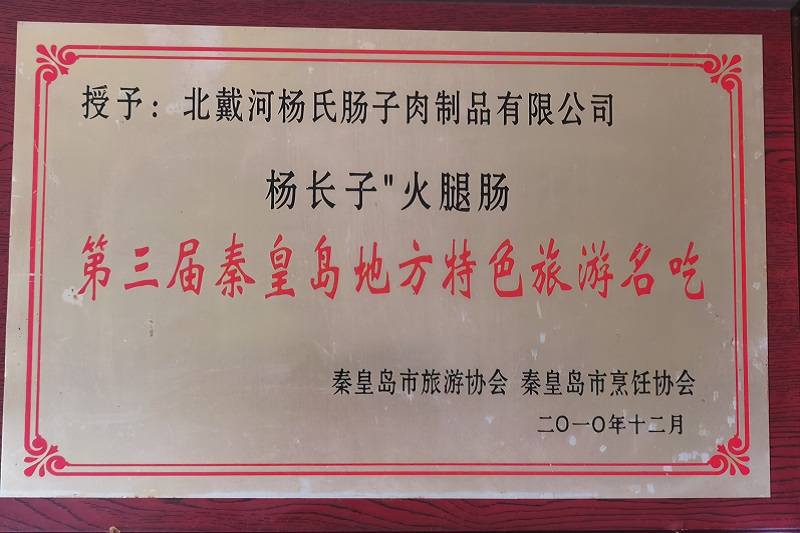 授予：北戴河杨氏肠子肉制品有限公司
杨长子"火腿肠
第三届秦皇岛地方特色旅游名吃
秦皇岛市旅游协会 秦皇岛市烹饪协会
二〇一〇年十二月